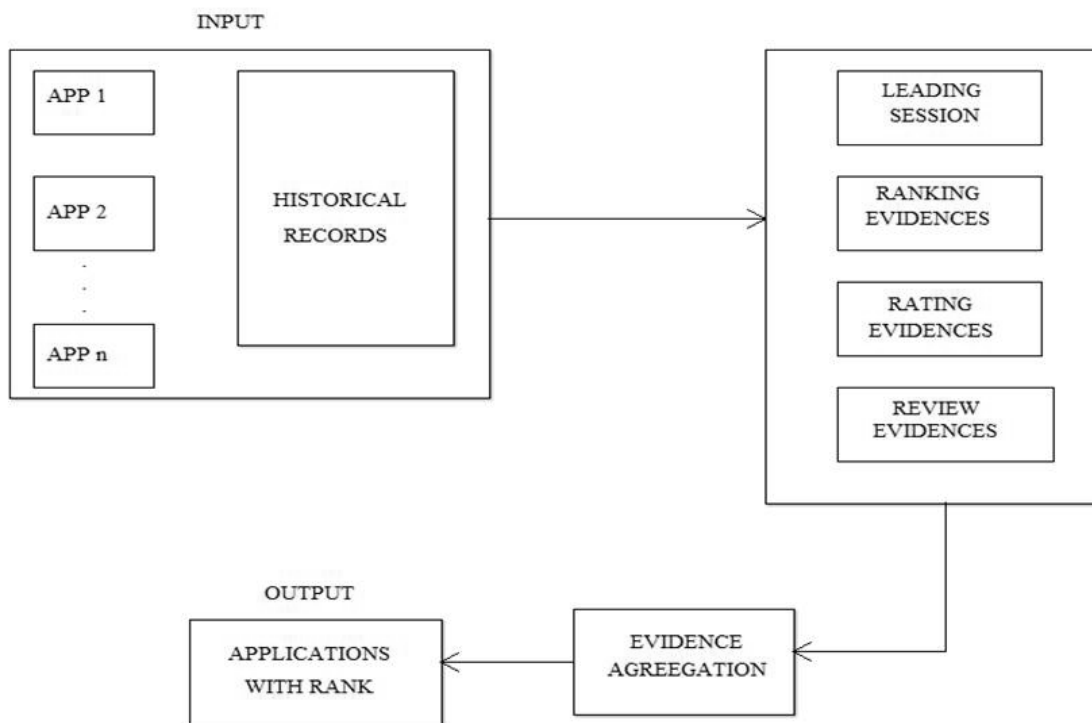 INPUT
APP 1
APP 2
.
.
.
APP n
HISTORICAL
RECORDS
LEADING
SESSION
RANKING
EVIDENCES
RATING
EVIDENCES
REVIEW
EVIDENCES
EVIDENCE
AGREEGATION
OUTPUT
APPLICATIONS
WITH RANK